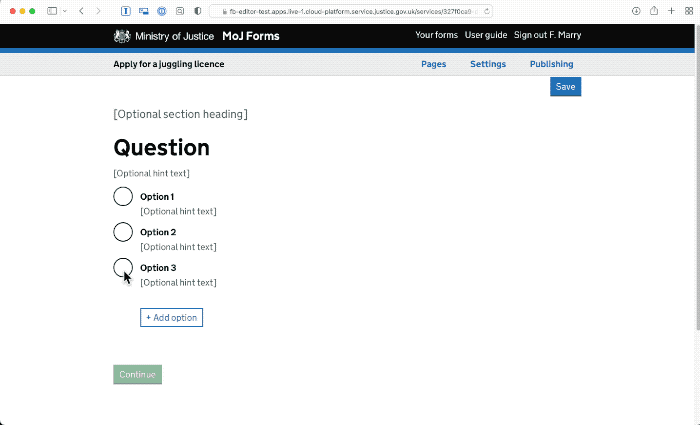 fb-editor-test.apps.live-1.cloud-platform.service.justice.gov.uk/services/327f0ca9-
Ministry of Justice MoJ Forms
Your forms User guide Sign out F. Marry
Apply for a juggling licence
Pages Settings Publishing
Save
[Optional section heading]
Question
[Optional hint text]
Option 1
[Optional hint text]
Option 2
[Optional hint text]
Option 3
[Optional hint text]
+ Add option
Continue